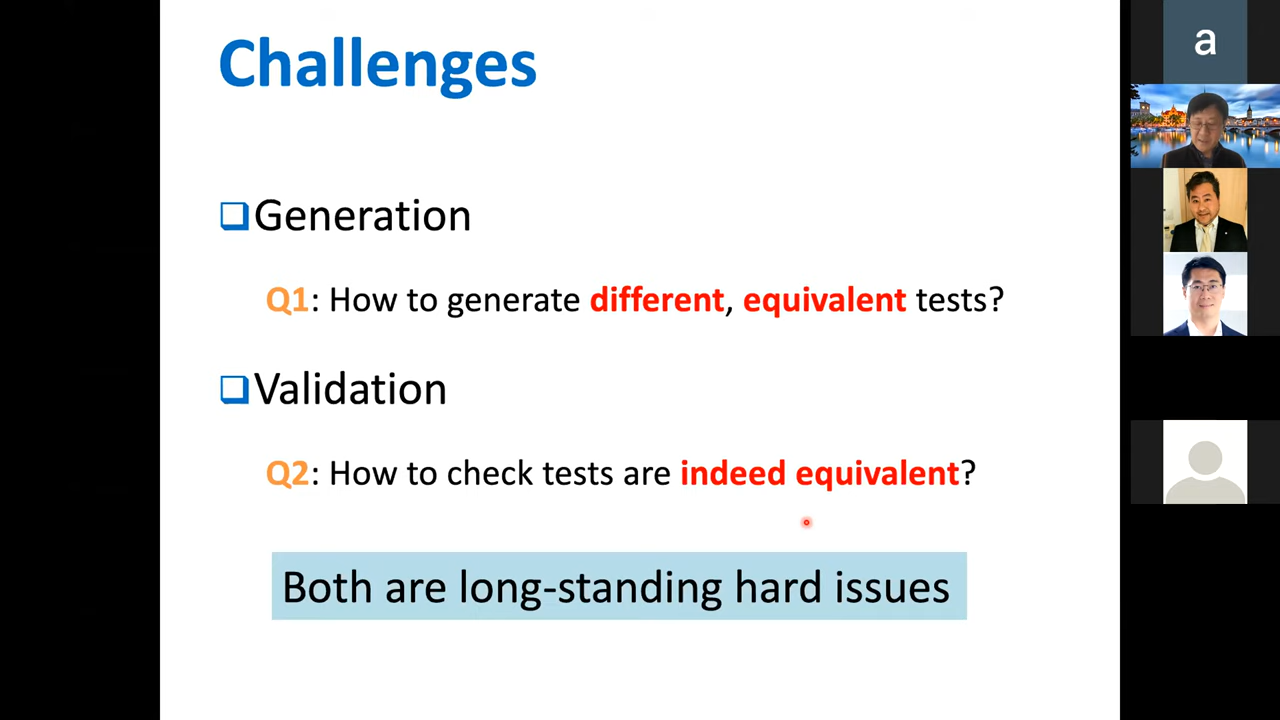 Challenges
Generation
Q1: How to generate different, equivalent tests?
Validation
Q2: How to check tests are indeed equivalent?
Both are long-standing hard issues
a